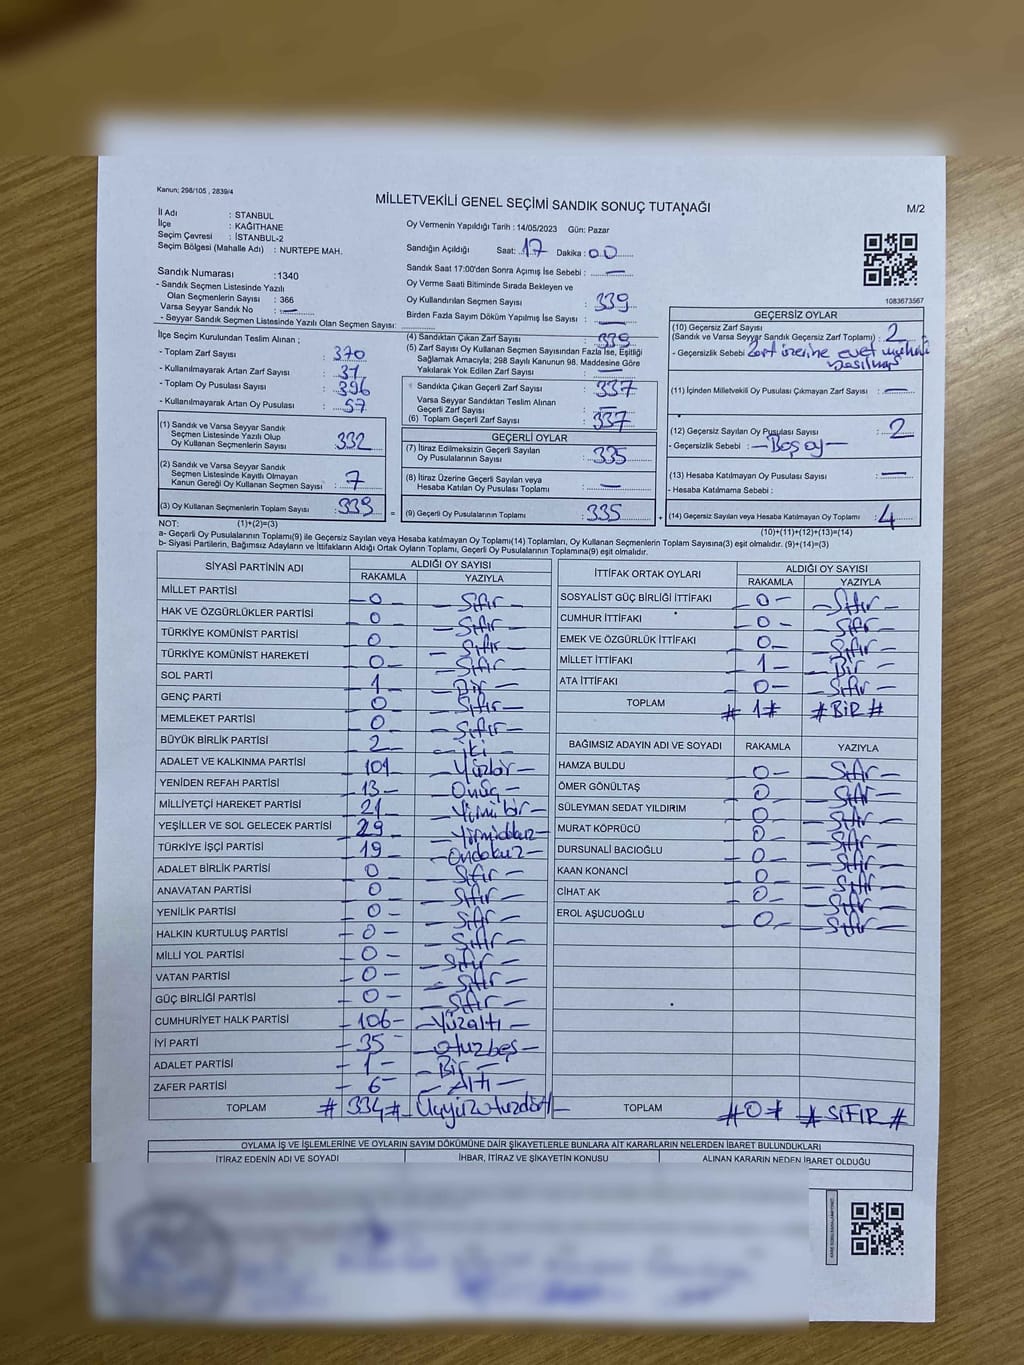 Kanun; 298/105 , 2839/4
MİLLETVEKİLİ GENEL SEÇİMİ SANDIK SONUÇ TUTANAĞI
M/2
İl Adı : STANBUL
İlçe : KAĞITHANE
Seçim Çevresi : İSTANBUL-2
Seçim Bölgesi (Mahalle Adı) : NURTEPE MAH.
Sandık Numarası :1340
- Sandık Seçmen Listesinde Yazılı
Olan Seçmenlerin Sayısı : 366
Varsa Seyyar Sandık No : —
- Seyyar Sandık Seçmen Listesinde Yazılı Olan Seçmen Sayısı:
Oy Vermenin Yapıldığı Tarih : 14/05/2023 Gün: Pazar
Sandığın Açıldığı Saat: 17 Dakika : 00
Sandık Saat 17:00'den Sonra Açımış İse Sebebi : —
Oy Verme Saati Bitiminde Sırada Bekleyen ve
Oy Kullandırılan Seçmen Sayısı : 339
Birden Fazla Sayım Döküm Yapılmış İse Sayısı : —
1083673567
İlçe Seçim Kurulundan Teslim Alınan ;
- Toplam Zarf Sayısı : 370
- Kullanılmayarak Artan Zarf Sayısı : 31
- Toplam Oy Pusulası Sayısı : 396
- Kullanılmayarak Artan Oy Pusulası : 57
(1) Sandık ve Varsa Seyyar Sandık
Seçmen Listesinde Yazılı Olup
Oy Kullanan Seçmenlerin Sayısı : 332
(2) Sandık ve Varsa Seyyar Sandık
Seçmen Listesinde Kayıtlı Olmayan
Kanun Gereği Oy Kullanan Seçmen Sayısı : 7
(3) Oy Kullanan Seçmenlerin Toplam Sayısı : 339
(4) Sandıktan Çıkan Zarf Sayısı : 339
(5) Zarf Sayısı Oy Kullanan Seçmen Sayısından Fazla İse, Eşitliği
Sağlamak Amacıyla; 298 Sayılı Kanunun 98. Maddesine Göre
Yakılarak Yok Edilen Zarf Sayısı : —
Sandıkta Çıkan Geçerli Zarf Sayısı : 337
Varsa Seyyar Sandıktan Teslim Alınan
Geçerli Zarf Sayısı : —
(6) Toplam Geçerli Zarf Sayısı : 337
GEÇERLİ OYLAR
(7) İtiraz Edilmeksizin Geçerli Sayılan
Oy Pusulalarının Sayısı : 335
(8) İtiraz Üzerine Geçerli Sayılan veya
Hesaba Katılan Oy Pusulası Toplamı : —
= (9) Geçerli Oy Pusulalarının Toplamı : 335
GEÇERSİZ OYLAR
(10) Geçersiz Zarf Sayısı
(Sandık ve Varsa Seyyar Sandık Geçersiz Zarf Toplamı) : 2
- Geçersizlik Sebebi : Zarf üzerine evet
basılmış
(11) İçinden Milletvekili Oy Pusulası Çıkmayan Zarf Sayısı : —
(12) Geçersiz Sayılan Oy Pusulası Sayısı : 2
- Geçersizlik Sebebi : — Boş oy —
(13) Hesaba Katılmayan Oy Pusulası Sayısı : —
- Hesaba Katılmama Sebebi :
+ (14) Geçersiz Sayılan veya Hesaba Katılmayan Oy Toplamı : 4
NOT: (1)+(2)=(3)
(10)+(11)+(12)+(13)=(14)
a- Geçerli Oy Pusulalarının Toplamı(9) ile Geçersiz Sayılan veya Hesaba katılmayan Oy Toplamı(14) Toplamları, Oy Kullanan Seçmenlerin Toplam Sayısına(3) eşit olmalıdır. (9)+(14)=(3)
b- Siyasi Partilerin, Bağımsız Adayların ve İttifakların Aldığı Ortak Oyların Toplamı, Geçerli Oy Pusulalarının Toplamına(9) eşit olmalıdır.
SİYASİ PARTİNİN ADI ALDIĞI OY SAYISI
RAKAMLA YAZIYLA
MİLLET PARTİSİ — 0 — — Sıfır —
HAK VE ÖZGÜRLÜKLER PARTİSİ — 0 — Sıfır —
TÜRKİYE KOMÜNİST PARTİSİ — 0 — Sıfır —
TÜRKİYE KOMÜNİST HAREKETİ — 0 — — Sıfır —
SOL PARTİ — 1 — — Bir —
GENÇ PARTİ — 0 — — Sıfır —
MEMLEKET PARTİSİ — 0 — — Sıfır —
BÜYÜK BİRLİK PARTİSİ — 2 — — iki —
ADALET VE KALKINMA PARTİSİ — 101 — — Yüzbir —
YENİDEN REFAH PARTİSİ — 13 — — Onüç —
MİLLİYETÇİ HAREKET PARTİSİ — 21 — — Yirmibir —
YEŞİLLER VE SOL GELECEK PARTİSİ — 29 — — Yirmidokuz —
TÜRKİYE İŞÇİ PARTİSİ — 19 — — Ondokuz —
ADALET BİRLİK PARTİSİ — 0 — — Sıfır —
ANAVATAN PARTİSİ — 0 — — Sıfır —
YENİLİK PARTİSİ — 0 — — Sıfır —
HALKIN KURTULUŞ PARTİSİ — 0 — — Sıfır —
MİLLİ YOL PARTİSİ — 0 — — Sıfır —
VATAN PARTİSİ — 0 — — Sıfır —
GÜÇ BİRLİĞİ PARTİSİ — 0 — — Sıfır —
CUMHURİYET HALK PARTİSİ — 106 — — Yüzaltı —
İYİ PARTİ — 35 — — otuzbeş —
ADALET PARTİSİ — 1 — — Bir —
ZAFER PARTİSİ — 6 — — Altı —
TOPLAM # 334 # — Üçyüzotuzdört —
İTTİFAK ORTAK OYLARI ALDIĞI OY SAYISI
RAKAMLA YAZIYLA
SOSYALİST GÜÇ BİRLİĞİ İTTİFAKI — 0 — — Sıfır —
CUMHUR İTTİFAKI — 0 — — Sıfır —
EMEK VE ÖZGÜRLÜK İTTİFAKI — 0 — — Sıfır —
MİLLET İTTİFAKI — 1 — — Bir —
ATA İTTİFAKI — 0 — — Sıfır —
TOPLAM # 1 # # BİR #
BAĞIMSIZ ADAYIN ADI VE SOYADI RAKAMLA YAZIYLA
HAMZA BULDU — 0 — — Sıfır —
ÖMER GÖNÜLTAŞ — 0 — — Sıfır —
SÜLEYMAN SEDAT YILDIRIM — 0 — — Sıfır —
MURAT KÖPRÜCÜ — 0 — — Sıfır —
DURSUNALİ BACIOĞLU — 0 — — Sıfır —
KAAN KONANCİ — 0 — — Sıfır —
CİHAT AK — 0 — — Sıfır —
EROL AŞUCUOĞLU — 0 — — Sıfır —
TOPLAM # 0 # # SIFIR #
OYLAMA İŞ VE İŞLEMLERİNE VE OYLARIN SAYIM DÖKÜMÜNE DAİR ŞİKAYETLERLE BUNLARA AİT KARARLARIN NELERDEN İBARET BULUNDUKLARI
İTİRAZ EDENİN ADI VE SOYADI İHBAR, İTİRAZ VE ŞİKAYETİN KONUSU ALINAN KARARIN NEDEN İBARET OLDUĞU